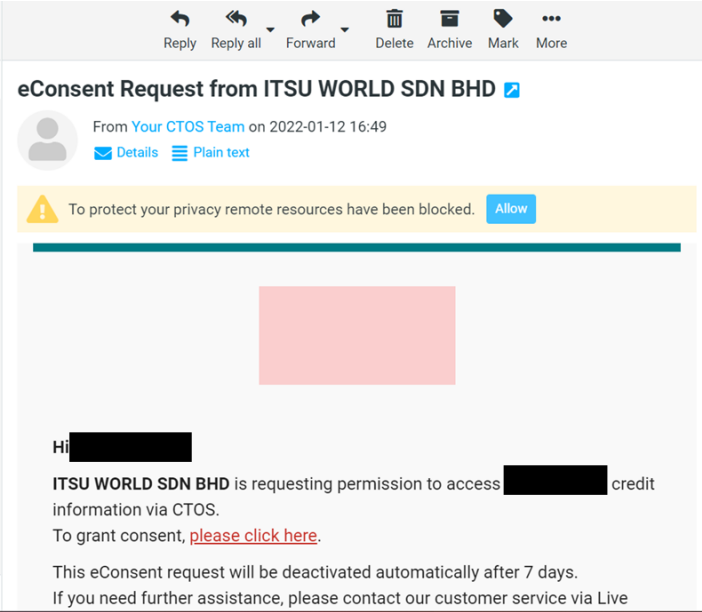 Reply Reply all Forward Delete Archive Mark More
eConsent Request from ITSU WORLD SDN BHD
From Your CTOS Team on 2022-01-12 16:49
Details Plain text
To protect your privacy remote resources have been blocked. Allow
Hi
ITSU WORLD SDN BHD is requesting permission to access credit
information via CTOS.
To grant consent, please click here.
This eConsent request will be deactivated automatically after 7 days.
If you need further assistance, please contact our customer service via Live